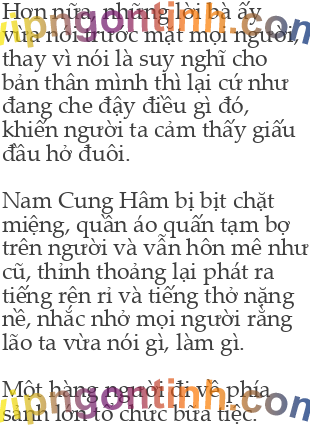 Hơn nữa, những lời bà ấy
vừa nói trước mặt mọi người,
thay vì nói là suy nghĩ cho
bản thân mình thì lại cứ như
đang che đậy điều gì đó,
khiến người ta cảm thấy giấu
đầu hở đuôi.
Nam Cung Hâm bị bịt chặt
miệng, quần áo quấn tạm bợ
trên người và vẫn hôn mê như
cũ, thỉnh thoảng lại phát ra
tiếng rên rỉ và tiếng thở nặng
nề, nhắc nhở mọi người rằng
lão ta vừa nói gì, làm gì.
Một hàng người đi về phía
sảnh lớn tổ chức bữa tiệc.